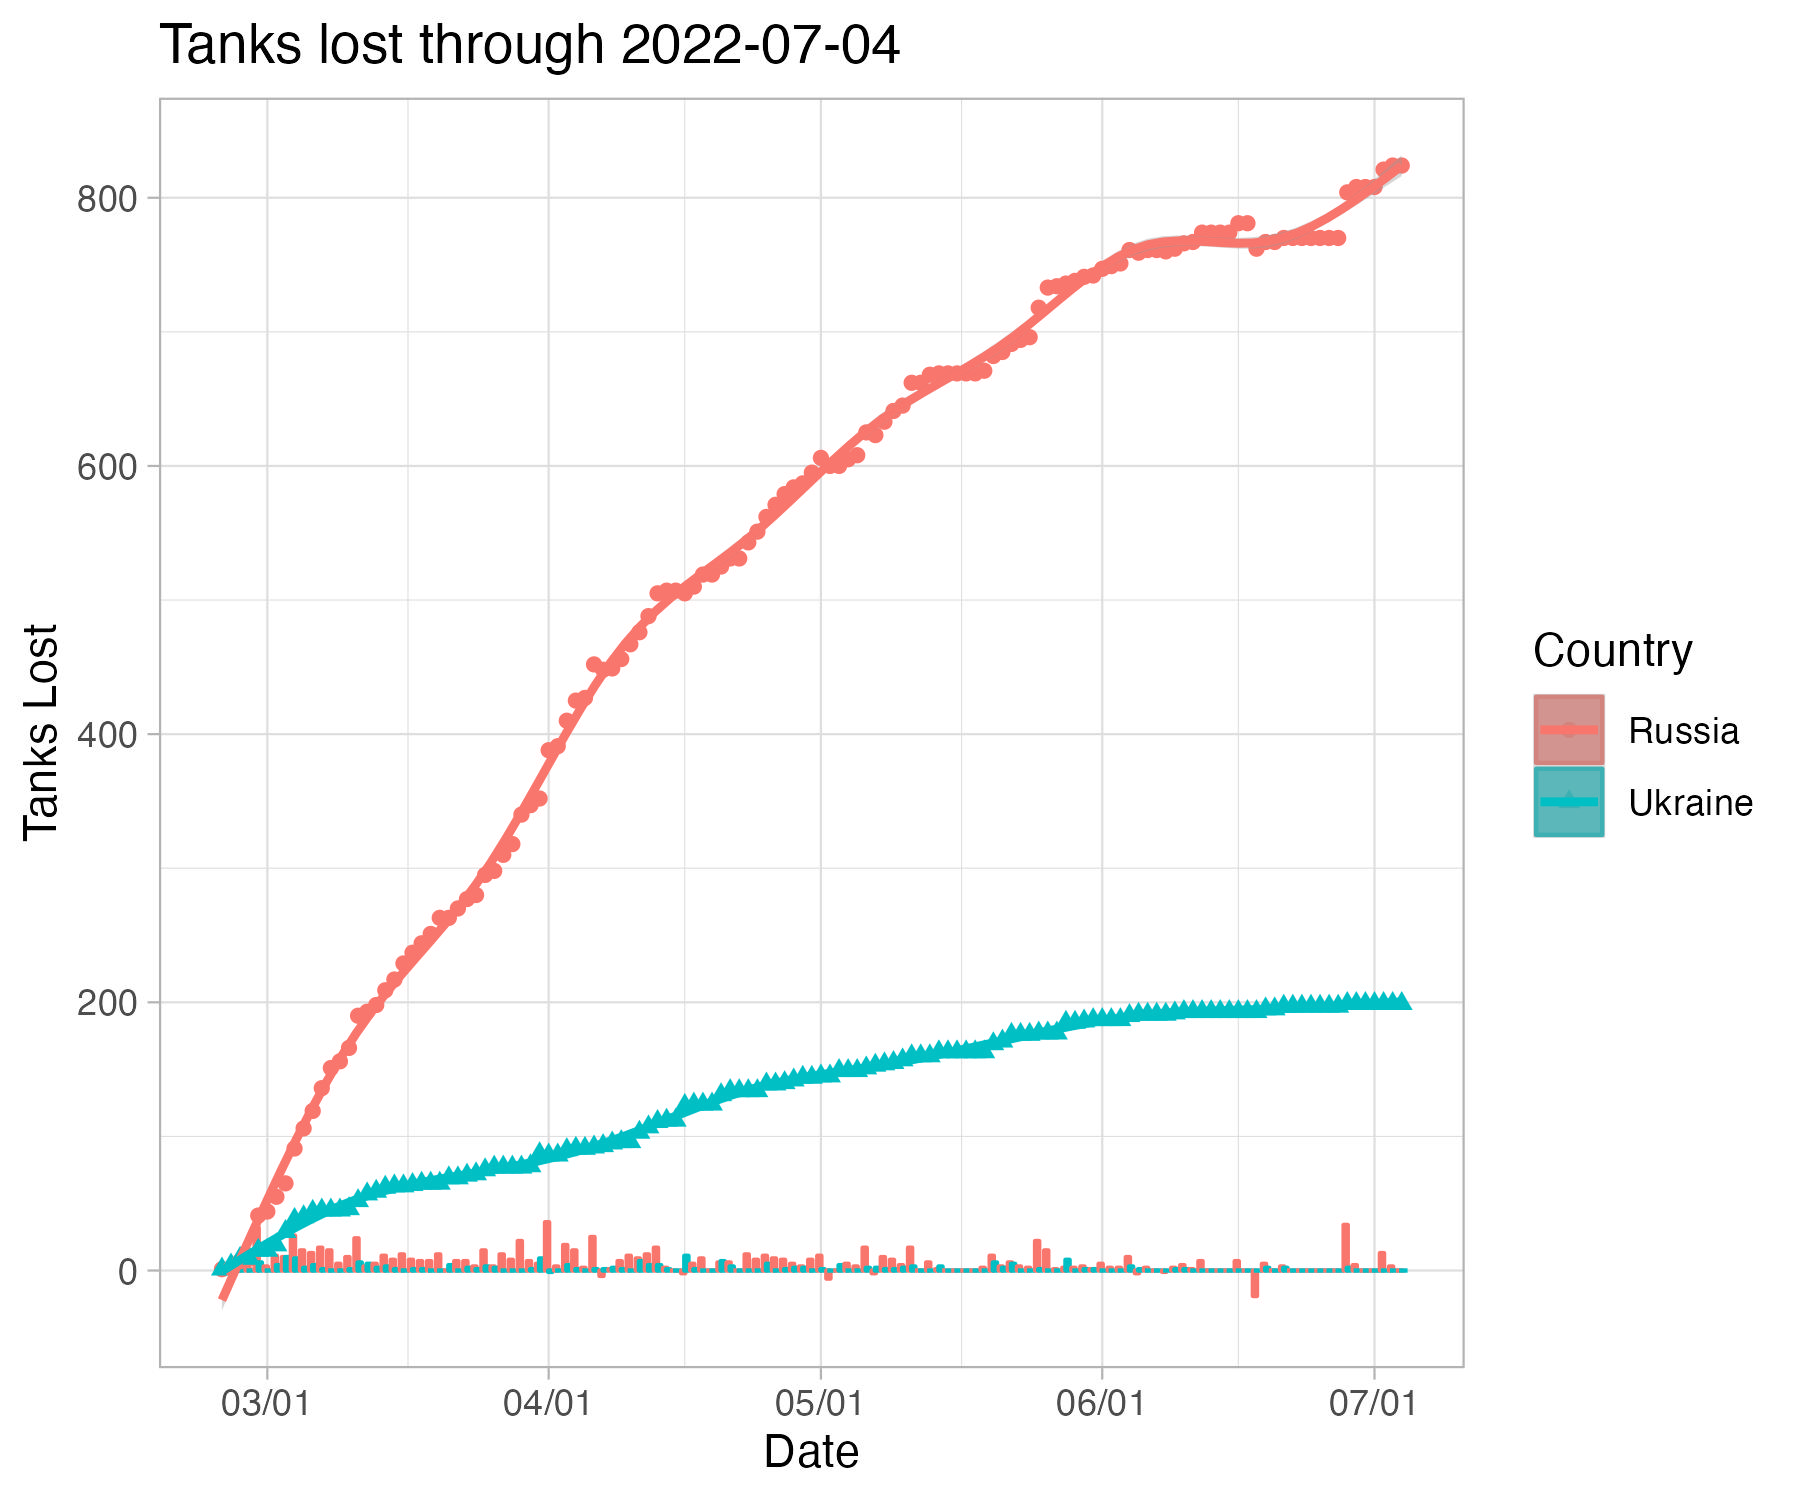 Tanks lost through 2022-07-04
Tanks Lost
800
600
400
200
0
03/01 04/01 05/01 06/01 07/01
Date
Country
Russia
Ukraine